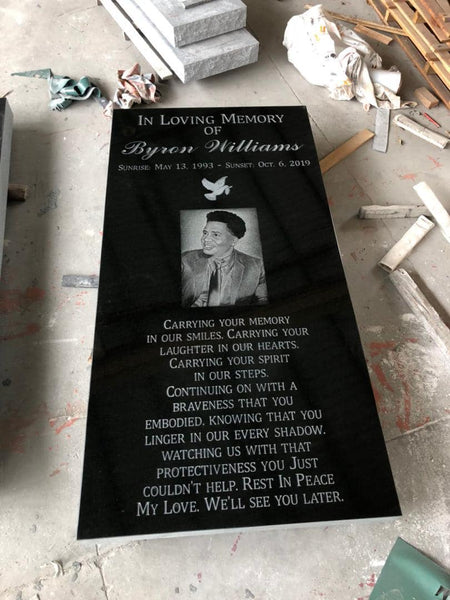 In Loving Memory
of
Byron Williams
Sunrise: May 13, 1993 - Sunset: Oct. 6, 2019
Carrying your memory
in our smiles. Carrying your
laughter in our hearts.
Carrying your spirit
in our steps.
Continuing on with a
braveness that you
embodied. knowing that you
linger in our every shadow.
watching us with that
protectiveness you Just
couldn't help. Rest In Peace
My Love. We'll see you later.